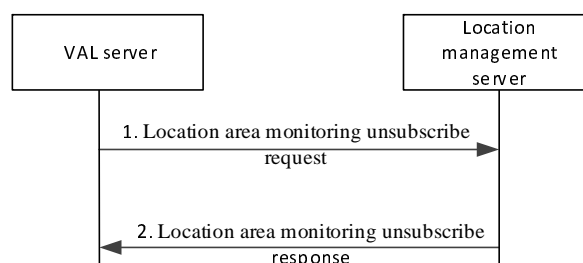 VAL server
Location
management
server
1. Location area monitoring unsubscribe
request
2. Location area monitoring unsubscribe
response